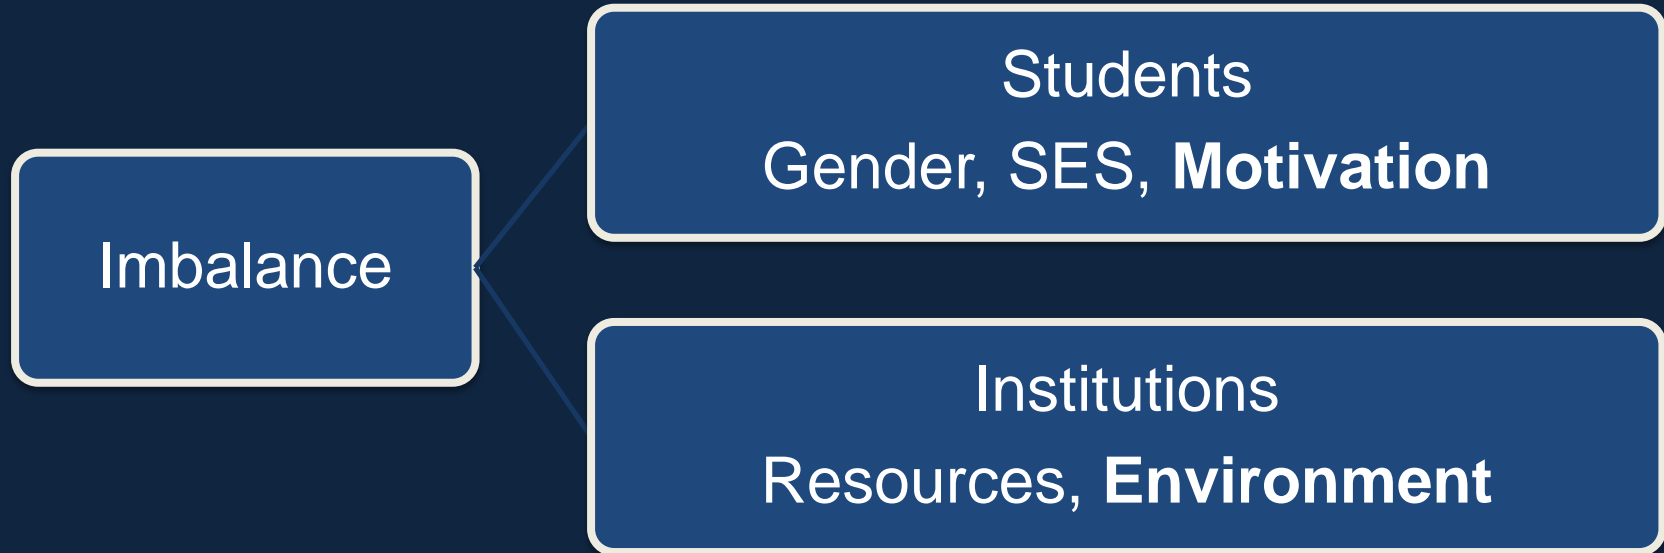 Imbalance
Students
Gender, SES, Motivation
Institutions
Resources, Environment